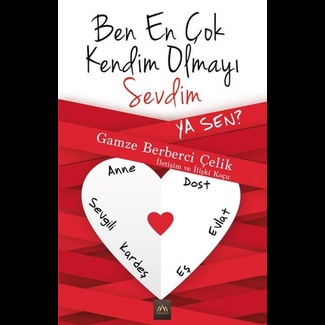 Ben En Çok
Kendim Olmayı
Sevdim
YA SEN?
Gamze Berberci Çelik
İletişim ve İlişki Koçu
Anne
Dost
Sevgili
Evlat
Kardeş
Eş